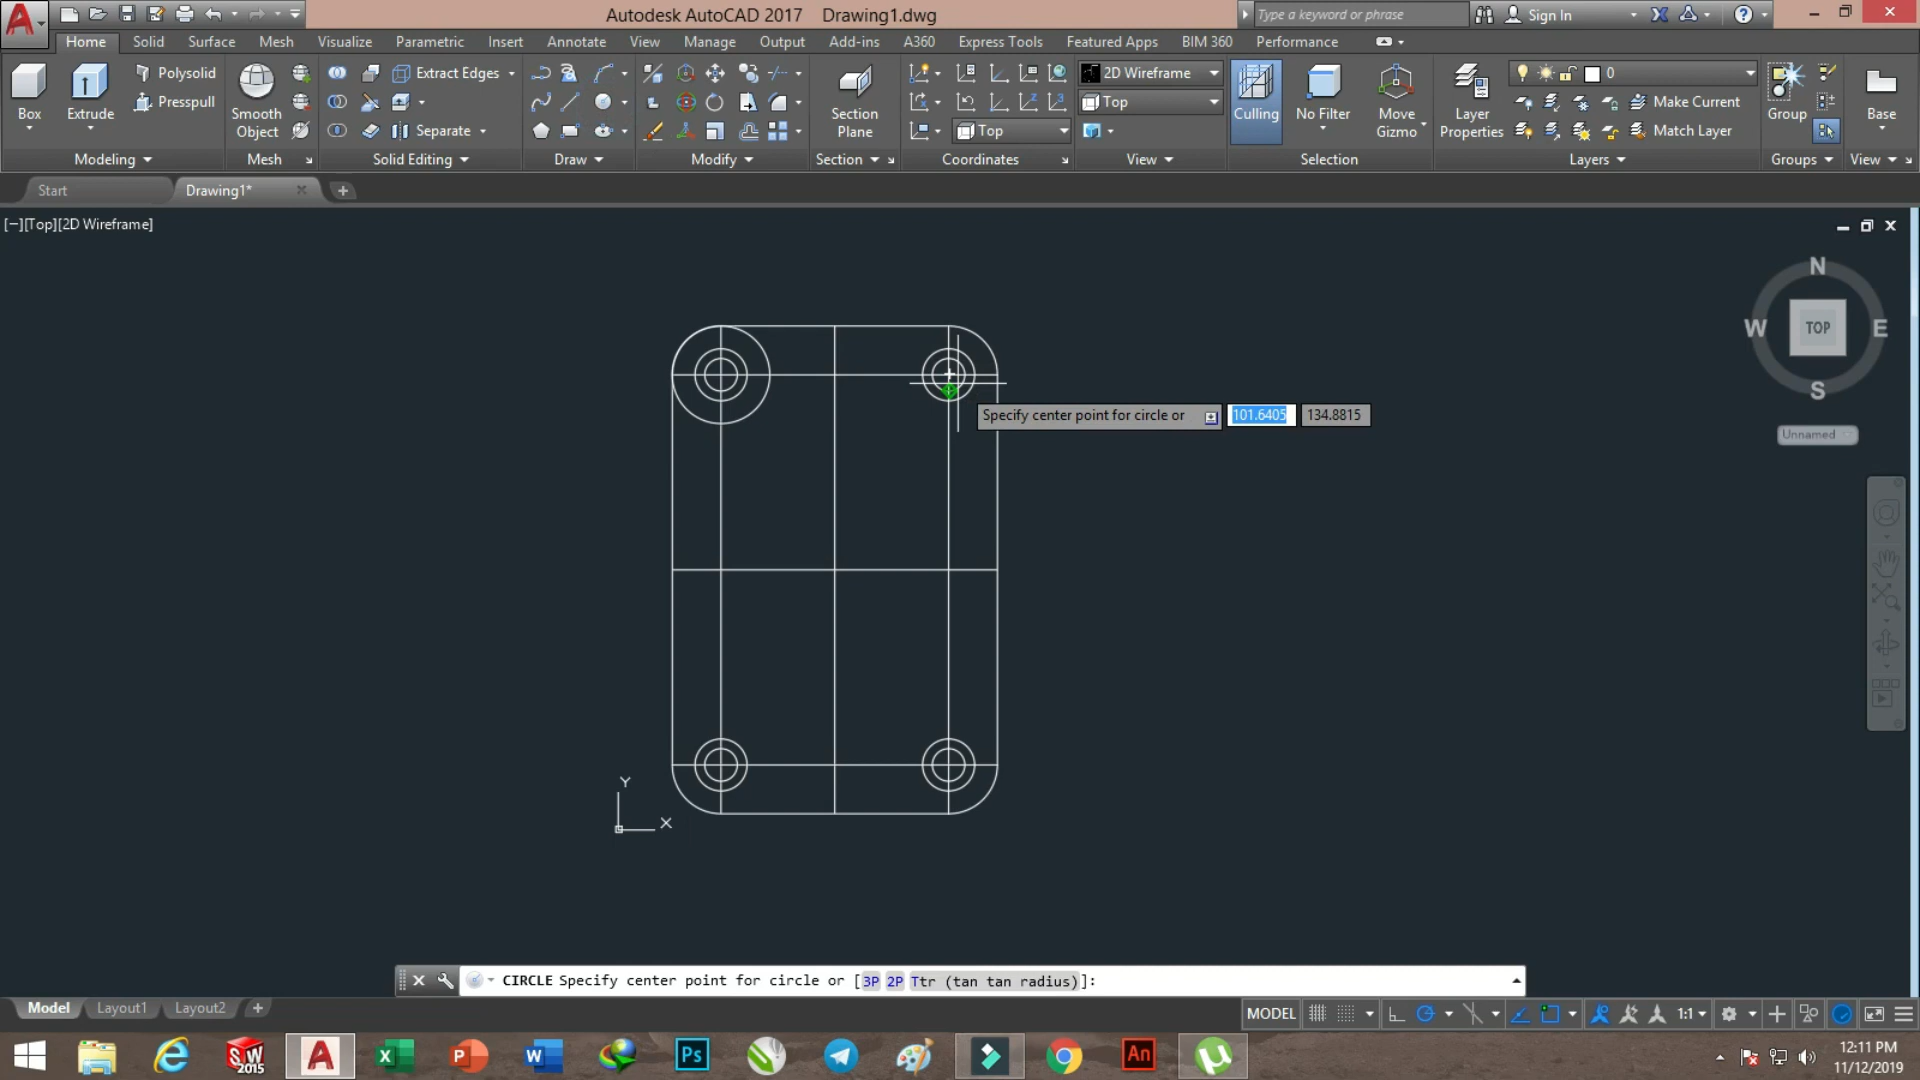 Autodesk AutoCAD 2017 Drawing1.dwg
Type a keyword or phrase
Sign In
Home Solid Surface Mesh Visualize Parametric Insert Annotate View Manage Output Add-ins A360 Express Tools Featured Apps BIM 360 Performance
Box
Extrude
Polysolid
Presspull
Modeling
Smooth
Object
Mesh
Extract Edges
Separate
Solid Editing
Draw
Modify
Section
Plane
Section
Top
Coordinates
2D Wireframe
Top
View
Culling
No Filter
Move
Gizmo
Selection
Layer
Properties
0
Make Current
Match Layer
Layers
Group
Groups
Base
View
Start
Drawing1*
[−][Top][2D Wireframe]
N
W TOP E
S
Unnamed
Specify center point for circle or 101.6405 134.8815
Y
X
CIRCLE Specify center point for circle or [3P 2P Ttr (tan tan radius)]:
Model Layout1 Layout2
MODEL
1:1
SW
2015
X
P
W
Ps
An
12:11 PM
11/12/2019